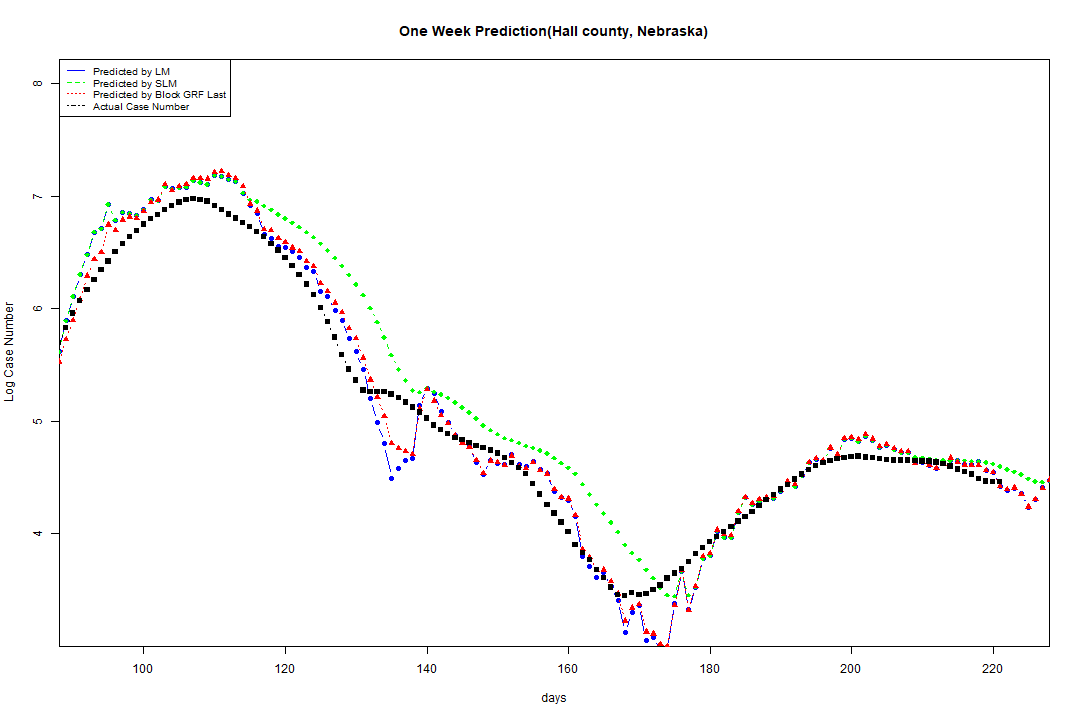 One Week Prediction(Hall county, Nebraska)
Predicted by LM
Predicted by SLM
Predicted by Block GRF Last
Actual Case Number
8
7
6
5
4
Log Case Number
100 120 140 160 180 200 220
days